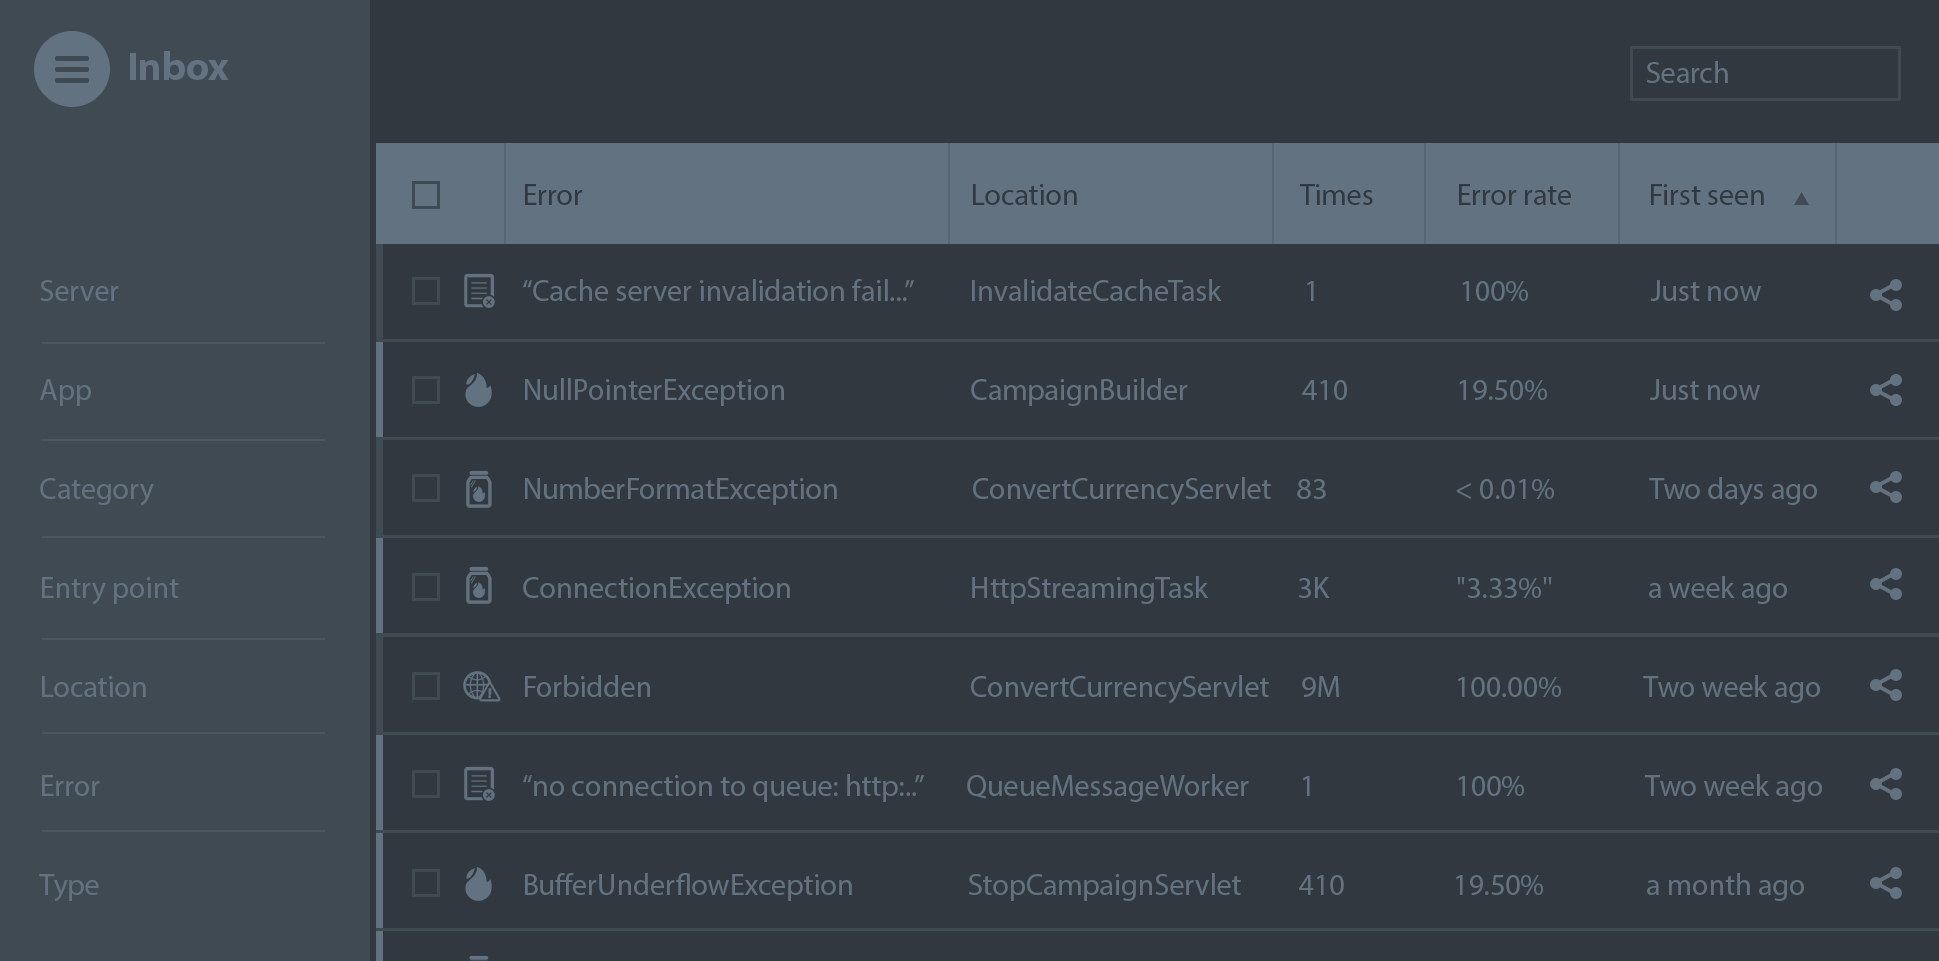 Inbox
Search
Error Location Times Error rate First seen ▲
Server
“Cache server invalidation fail...” InvalidateCacheTask 1 100% Just now
App
NullPointerException CampaignBuilder 410 19.50% Just now
Category
NumberFormatException ConvertCurrencyServlet 83 < 0.01% Two days ago
Entry point
ConnectionException HttpStreamingTask 3K "3.33%" a week ago
Location
Forbidden ConvertCurrencyServlet 9M 100.00% Two week ago
Error
“no connection to queue: http:..” QueueMessageWorker 1 100% Two week ago
Type
BufferUnderflowException StopCampaignServlet 410 19.50% a month ago